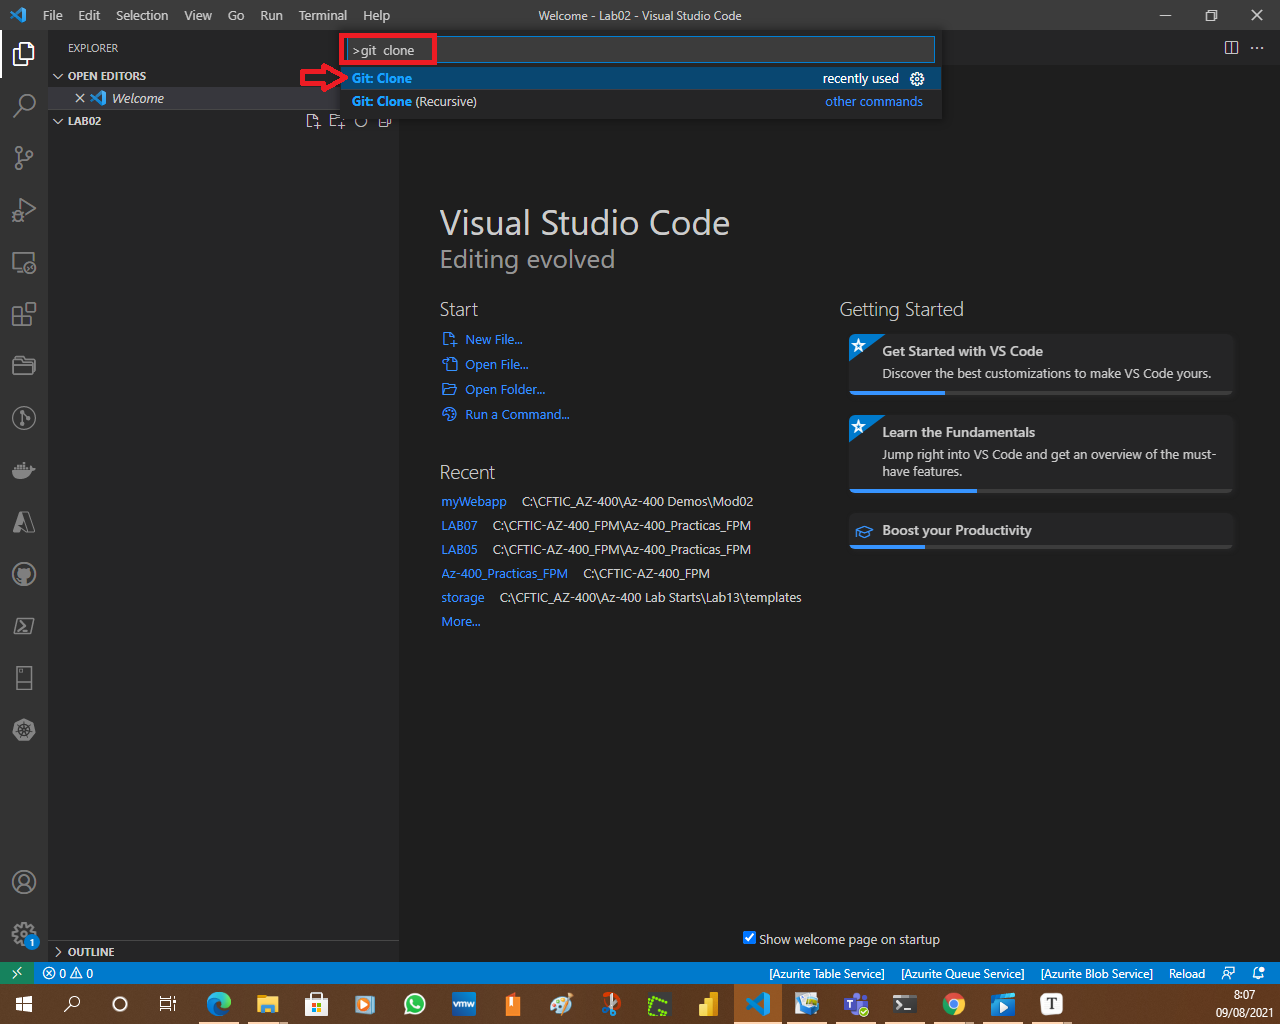 File Edit Selection View Go Run Terminal Help
Welcome - Lab02 - Visual Studio Code
EXPLORER
>git  clone
OPEN EDITORS
Git: Clone recently used
Welcome
Git: Clone (Recursive) other commands
LAB02
Visual Studio Code
Editing evolved
Start
New File...
Open File...
Open Folder...
Run a Command...
Recent
myWebapp C:\CFTIC_AZ-400\Az-400 Demos\Mod02
LAB07 C:\CFTIC-AZ-400_FPM\Az-400_Practicas_FPM
LAB05 C:\CFTIC-AZ-400_FPM\Az-400_Practicas_FPM
Az-400_Practicas_FPM C:\CFTIC-AZ-400_FPM
storage C:\CFTIC_AZ-400\Az-400 Lab Starts\Lab13\templates
More...
Getting Started
Get Started with VS Code
Discover the best customizations to make VS Code yours.
Learn the Fundamentals
Jump right into VS Code and get an overview of the must-
have features.
Boost your Productivity
Show welcome page on startup
1
OUTLINE
0 0
[Azurite Table Service] [Azurite Queue Service] [Azurite Blob Service] Reload
vmw
T
8:07
09/08/2021